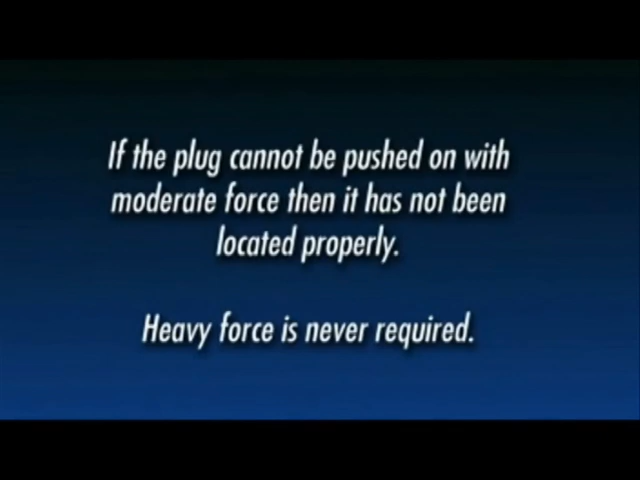 If the plug cannot be pushed on with
moderate force then it has not been
located properly.
Heavy force is never required.